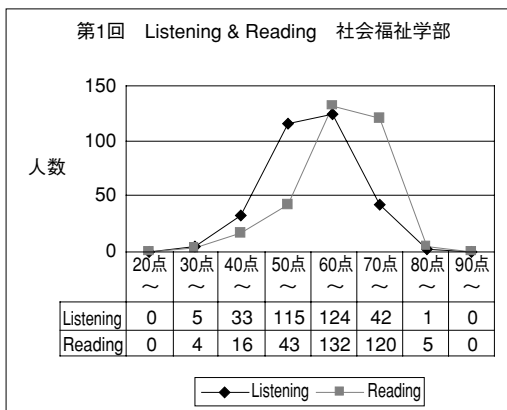 第1回 Listening & Reading 社会福祉学部
150
100
人数
50
0
20点 30点 40点 50点 60点 70点 80点 90点
～ ～ ～ ～ ～ ～ ～ ～
Listening 0 5 33 115 124 42 1 0
Reading 0 4 16 43 132 120 5 0
Listening Reading